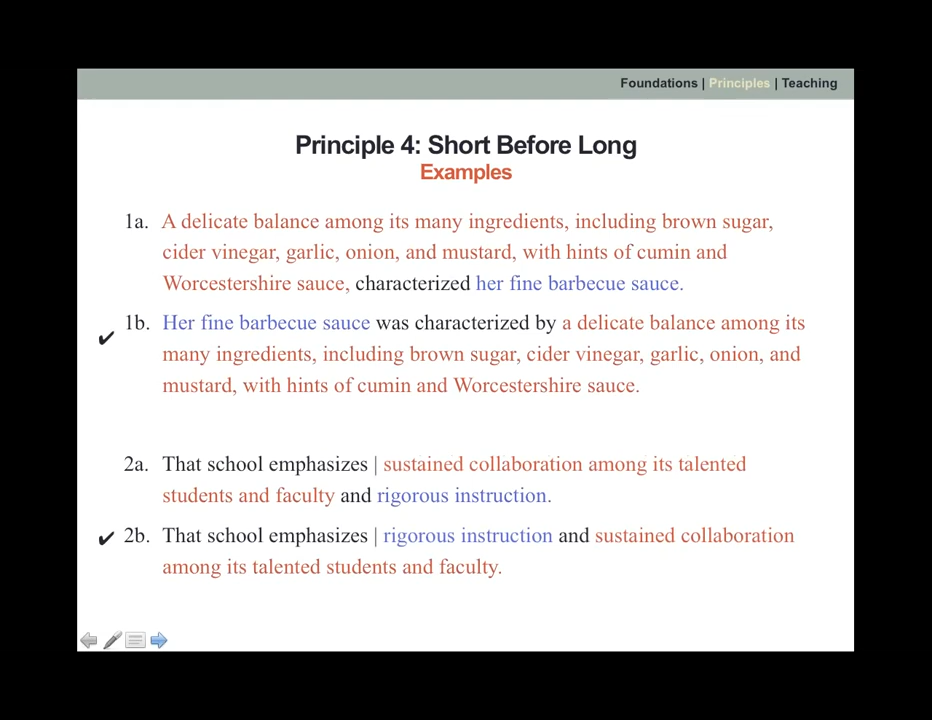 Foundations | Principles | Teaching
Principle 4: Short Before Long
Examples
1a. A delicate balance among its many ingredients, including brown sugar,
cider vinegar, garlic, onion, and mustard, with hints of cumin and
Worcestershire sauce, characterized her fine barbecue sauce.
✔ 1b. Her fine barbecue sauce was characterized by a delicate balance among its
many ingredients, including brown sugar, cider vinegar, garlic, onion, and
mustard, with hints of cumin and Worcestershire sauce.
2a. That school emphasizes | sustained collaboration among its talented
students and faculty and rigorous instruction.
✔ 2b. That school emphasizes | rigorous instruction and sustained collaboration
among its talented students and faculty.